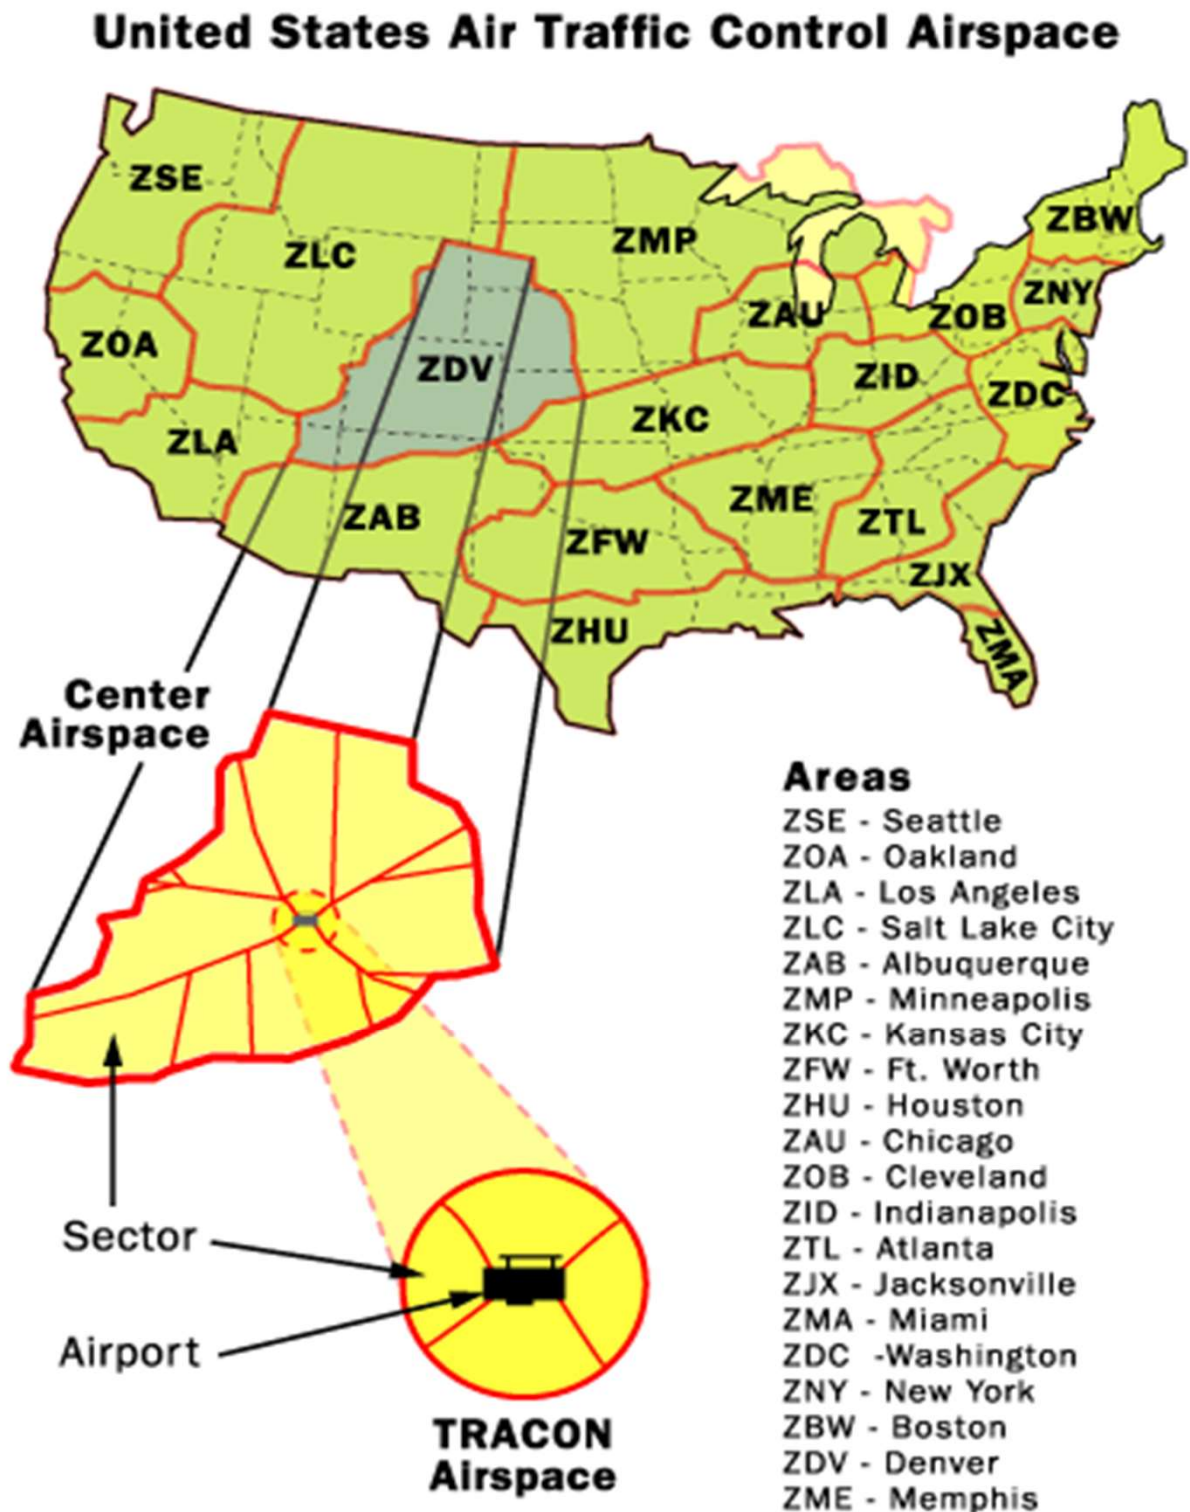 United States Air Traffic Control Airspace
ZSE
ZLC
ZMP
ZBW
ZOA
ZDV
ZAU
ZOB
ZNY
ZID
ZDC
ZLA
ZKC
ZAB
ZME
ZTL
ZFW
ZJX
ZHU
ZMA
Center
Airspace
Sector
Airport
TRACON
Airspace
Areas
ZSE - Seattle
ZOA - Oakland
ZLA - Los Angeles
ZLC - Salt Lake City
ZAB - Albuquerque
ZMP - Minneapolis
ZKC - Kansas City
ZFW - Ft. Worth
ZHU - Houston
ZAU - Chicago
ZOB - Cleveland
ZID - Indianapolis
ZTL - Atlanta
ZJX - Jacksonville
ZMA - Miami
ZDC -Washington
ZNY - New York
ZBW - Boston
ZDV - Denver
ZME - Memphis